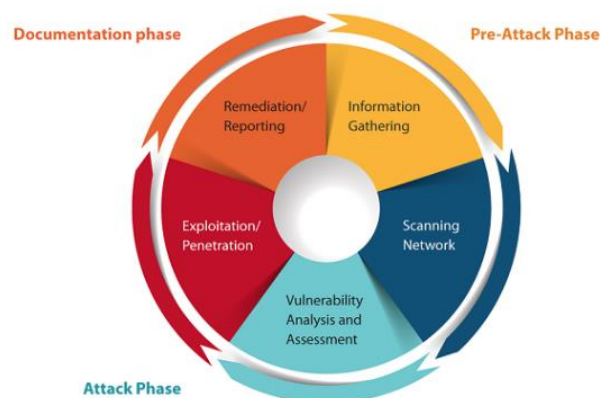 Documentation phase
Pre-Attack Phase
Remediation/
Reporting
Information
Gathering
Exploitation/
Penetration
Scanning
Network
Vulnerability
Analysis and
Assessment
Attack Phase